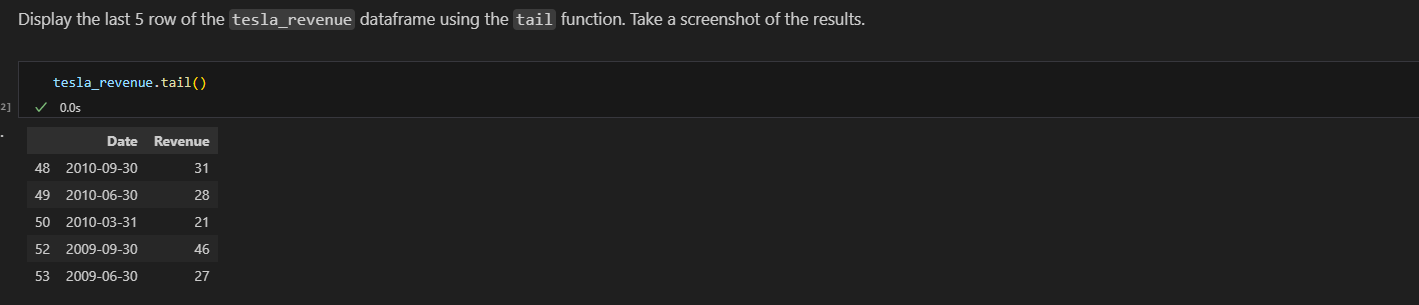 Display the last 5 row of the tesla_revenue dataframe using the tail function. Take a screenshot of the results.
tesla_revenue.tail()
2] 0.0s
Date Revenue
48 2010-09-30 31
49 2010-06-30 28
50 2010-03-31 21
52 2009-09-30 46
53 2009-06-30 27